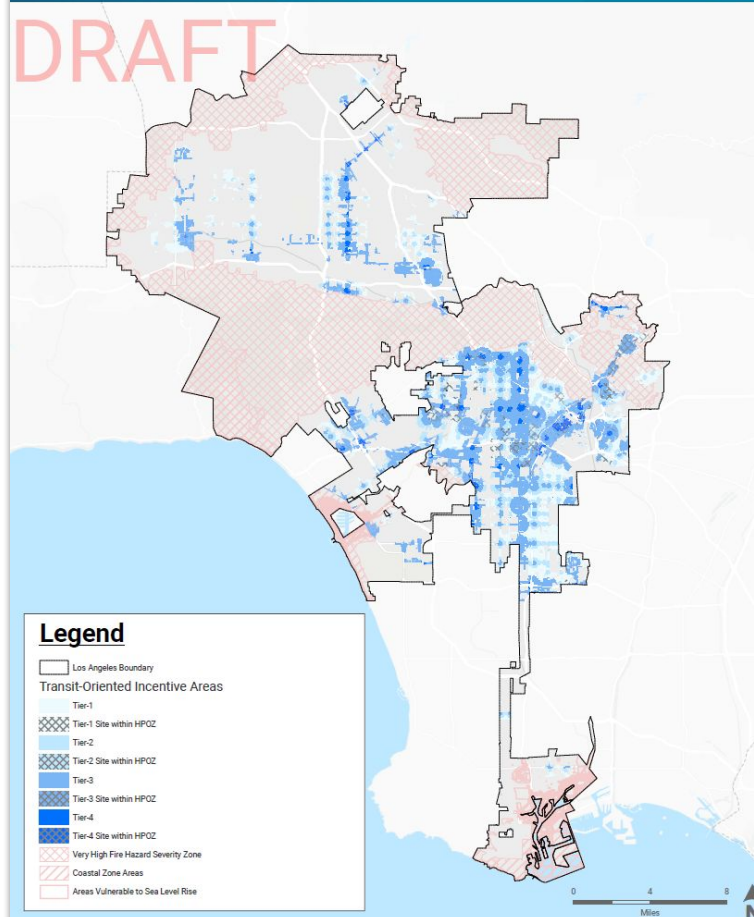 DRAFT
Legend
Los Angeles Boundary
Transit-Oriented Incentive Areas
Tier-1
Tier-1 Site within HPOZ
Tier-2
Tier-2 Site within HPOZ
Tier-3
Tier-3 Site within HPOZ
Tier-4
Tier-4 Site within HPOZ
Very High Fire Hazard Severity Zone
Coastal Zone Areas
Areas Vulnerable to Sea Level Rise
0 4 8
Miles
N